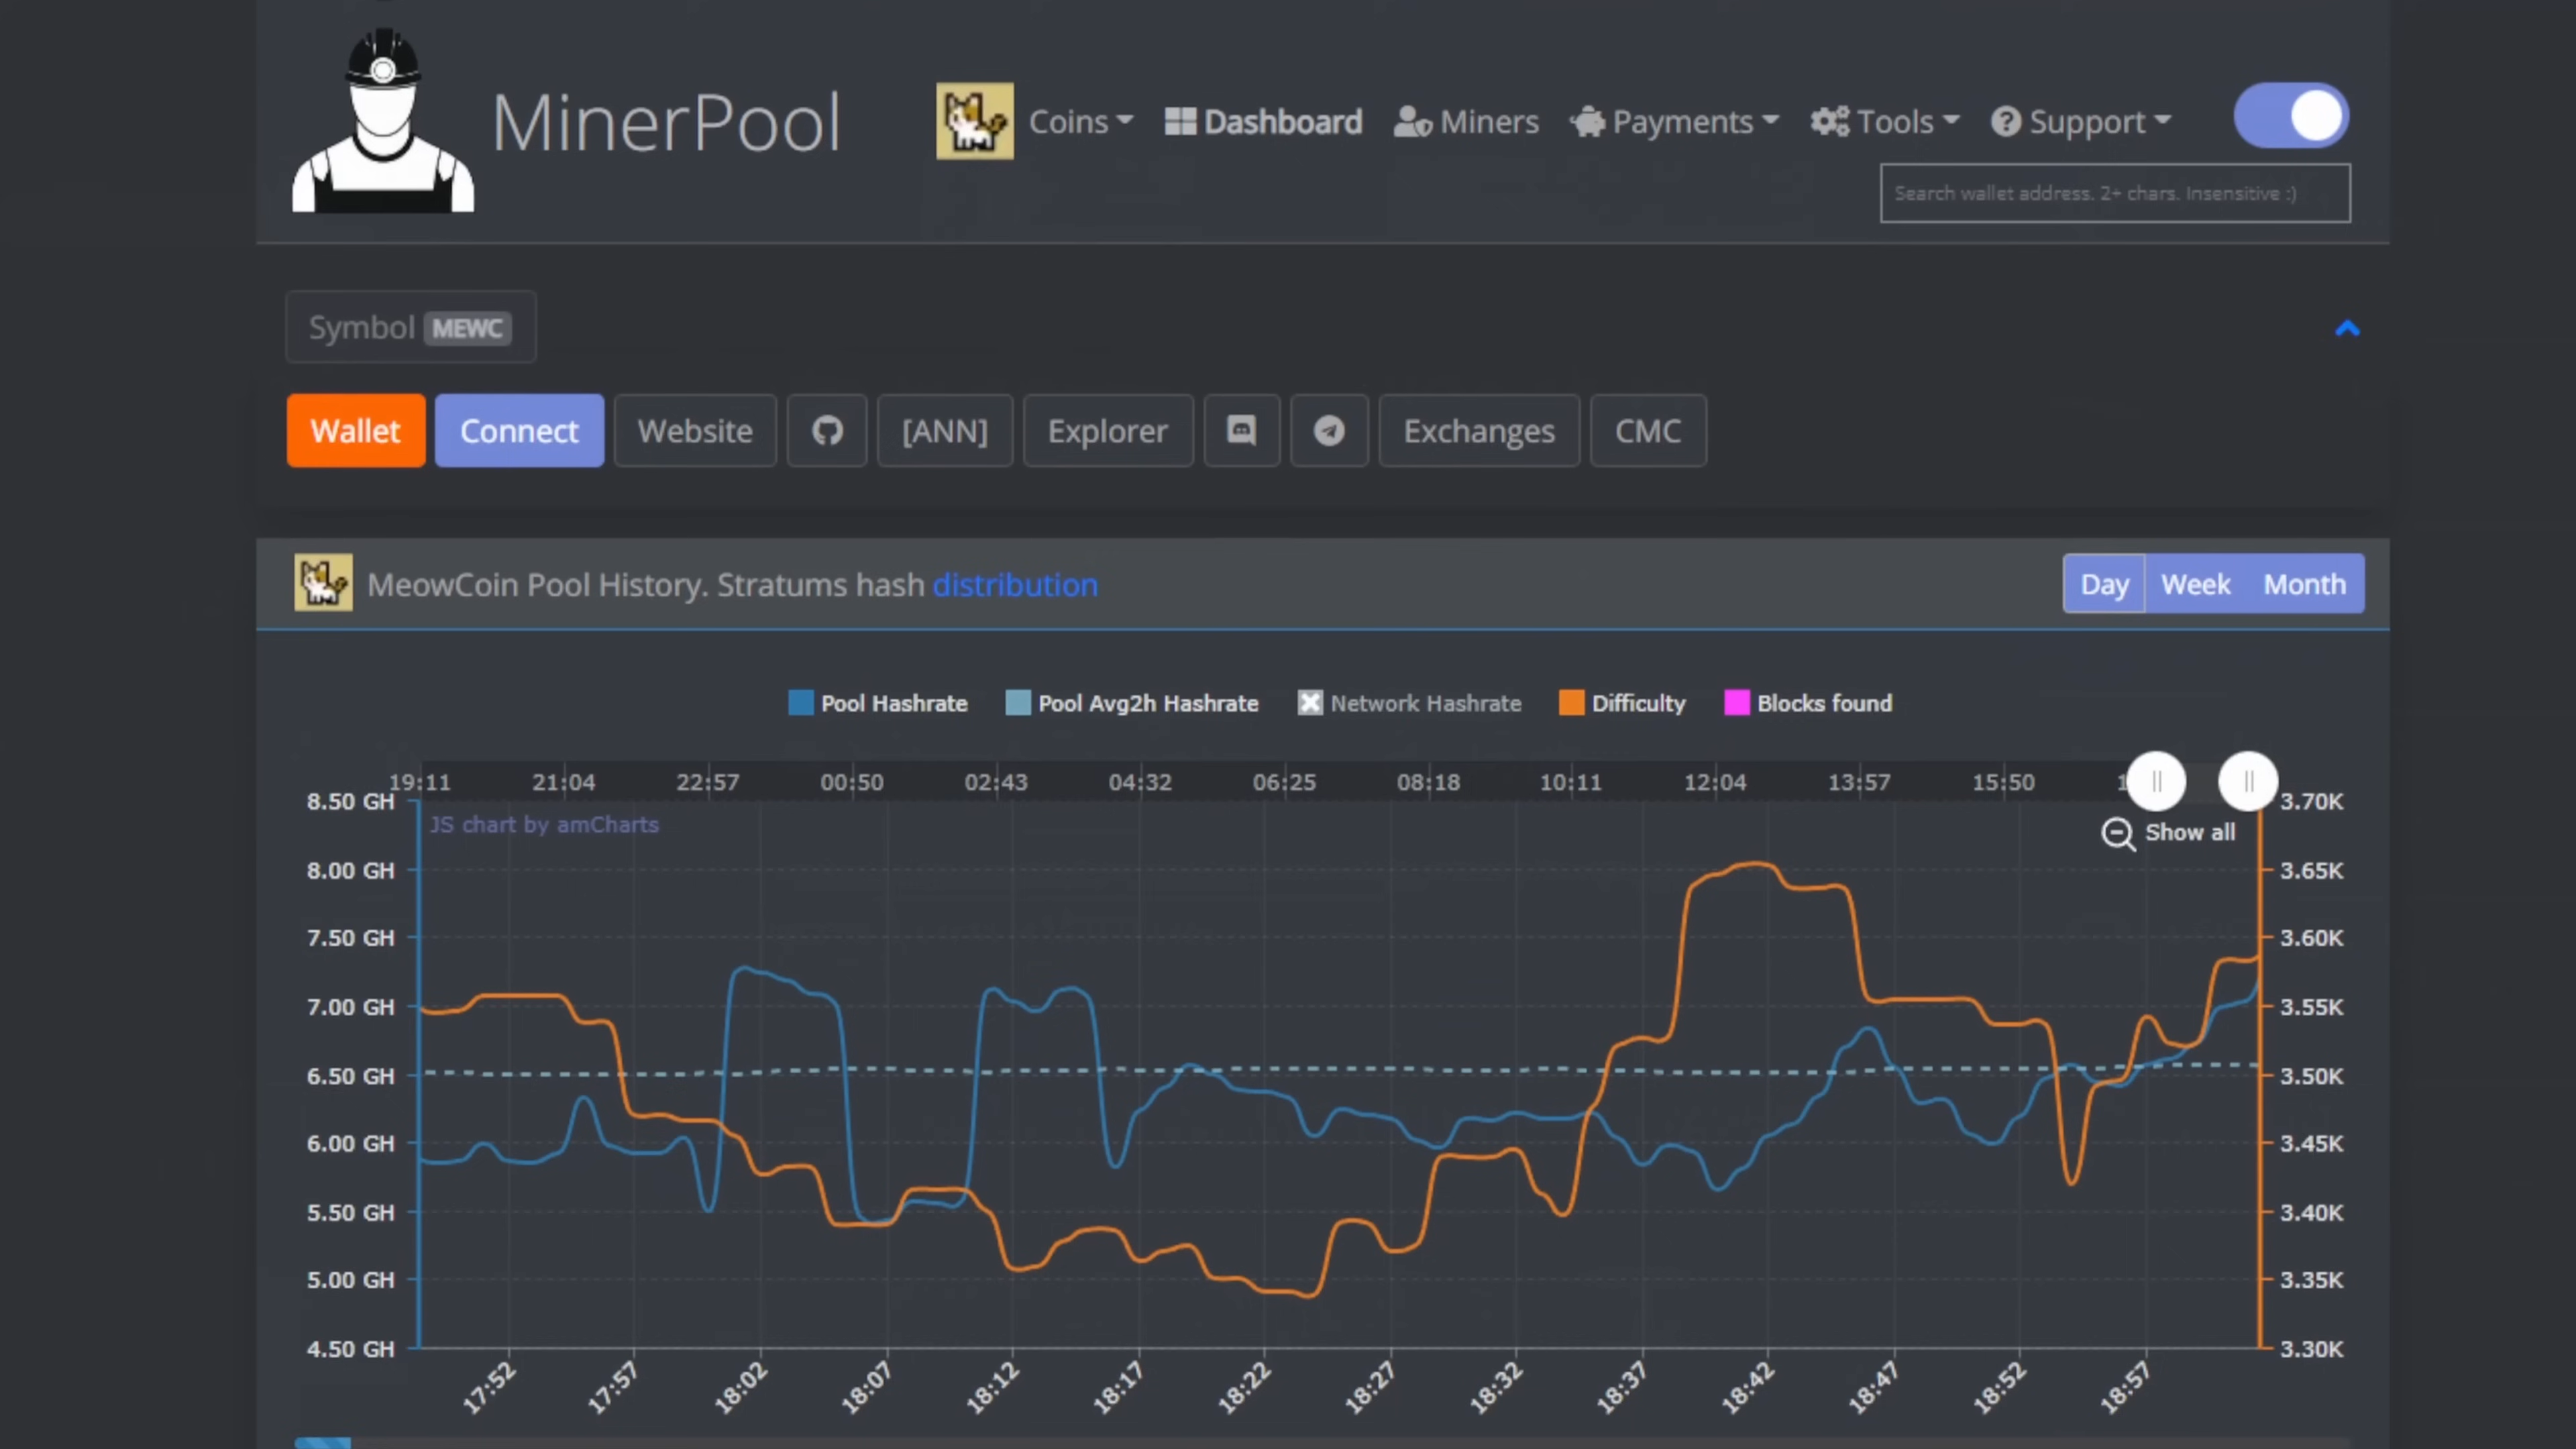 MinerPool
Coins Dashboard Miners Payments Tools Support
Search wallet address. 2+ chars. Insensitive :)
Symbol MEWC
Wallet Connect Website [ANN] Explorer Exchanges CMC
MeowCoin Pool History. Stratums hash distribution
Day Week Month
Pool Hashrate Pool Avg2h Hashrate Network Hashrate Difficulty Blocks found
19:11 21:04 22:57 00:50 02:43 04:32 06:25 08:18 10:11 12:04 13:57 15:50
8.50 GH 3.70K
JS chart by amCharts
Show all
8.00 GH 3.65K
7.50 GH 3.60K
7.00 GH 3.55K
6.50 GH 3.50K
6.00 GH 3.45K
5.50 GH 3.40K
5.00 GH 3.35K
4.50 GH 3.30K
17:52 17:57 18:02 18:07 18:12 18:17 18:22 18:27 18:32 18:37 18:42 18:47 18:52 18:57